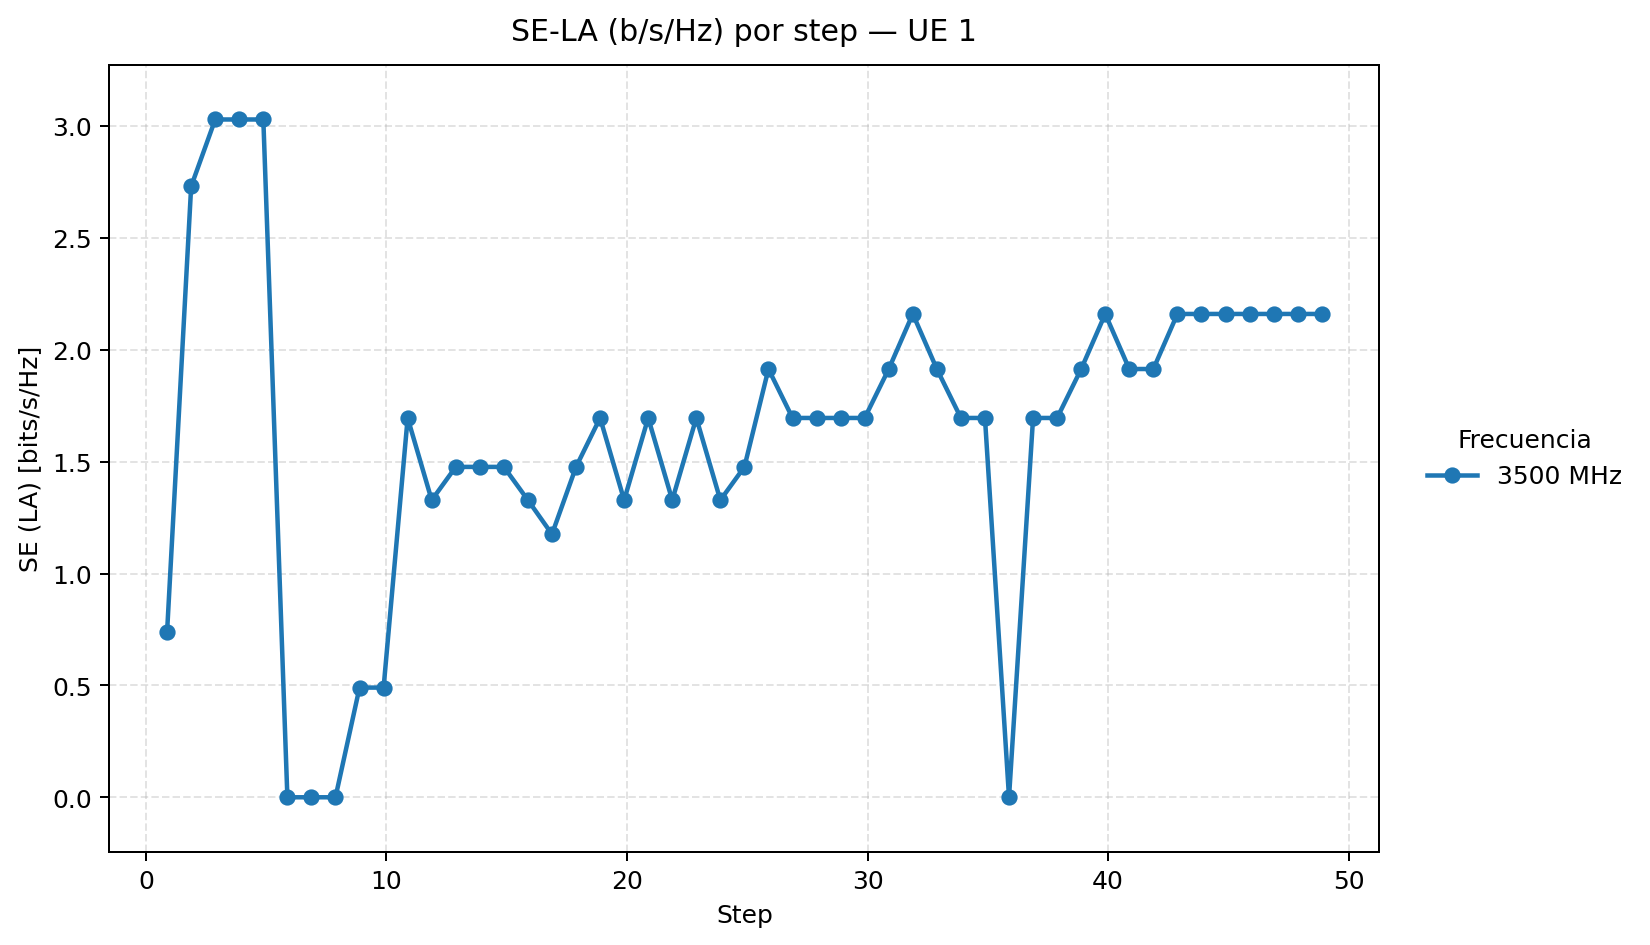 SE-LA (b/s/Hz) por step — UE 1
SE (LA) [bits/s/Hz]
3.0
2.5
2.0
1.5
1.0
0.5
0.0
0 10 20 30 40 50
Step
Frecuencia
3500 MHz